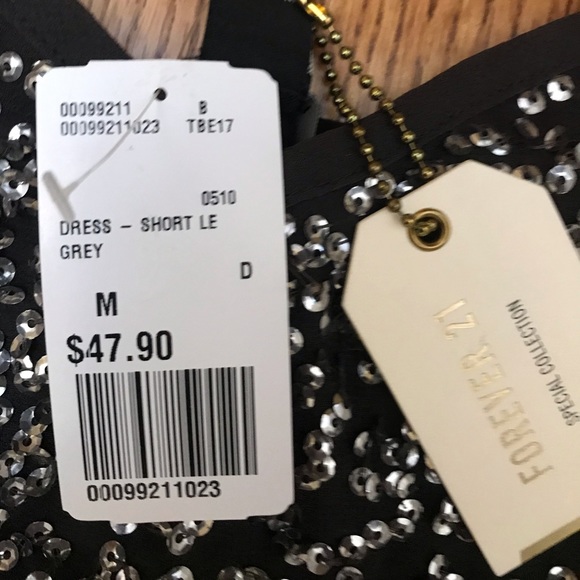 00099211 B
00099211023 TBE17
0510
DRESS – SHORT LE
GREY
D
M
$47.90
00099211023
FOREVER 21
SPECIAL COLLECTION